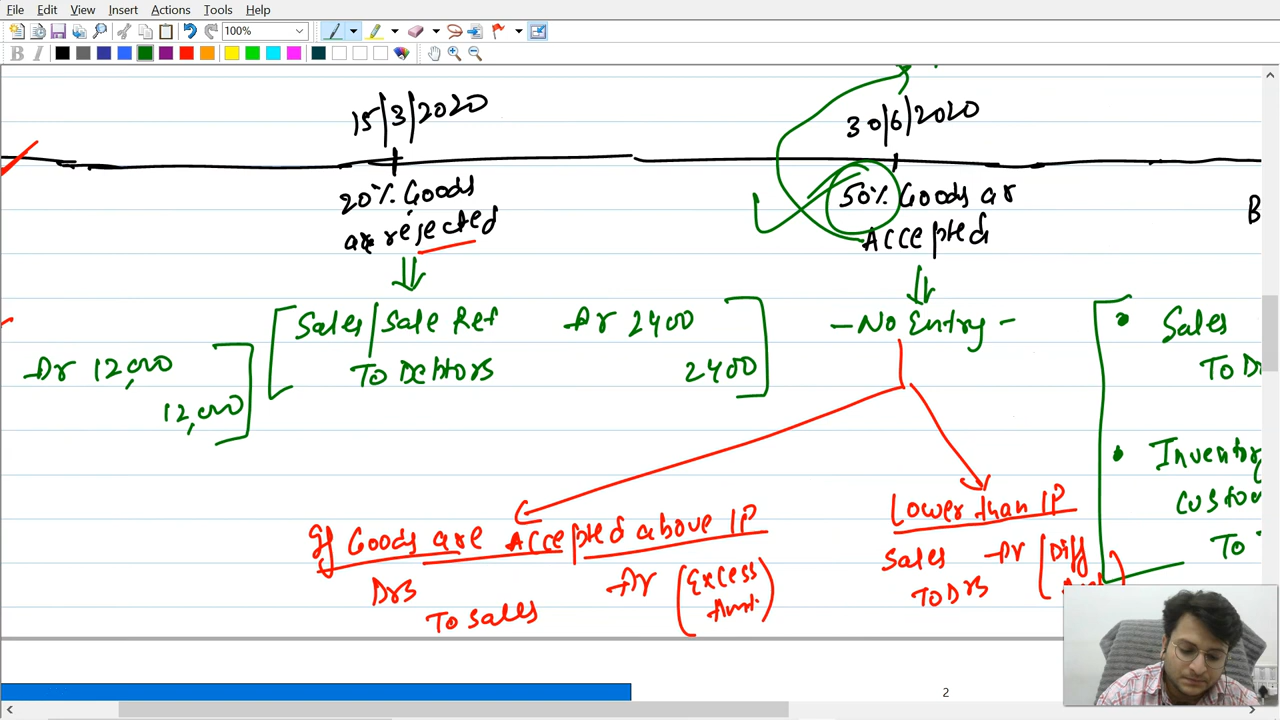 File Edit View Insert Actions Tools Help
100%
15/3/2020
30/6/2020
20% Goods
are rejected
50% Goods ar
Accepted
B
Sales/Sale Ret Dr 2400
To Debtors 2400
-No Entry-
Dr 12,000
12,000
Sales
To D
Inventor
Custo
To
If Goods are Accepted above IP
Drs Dr (Excess
Amt.)
To Sales
Lower than IP
Sales Dr (Diff
To Drs
2